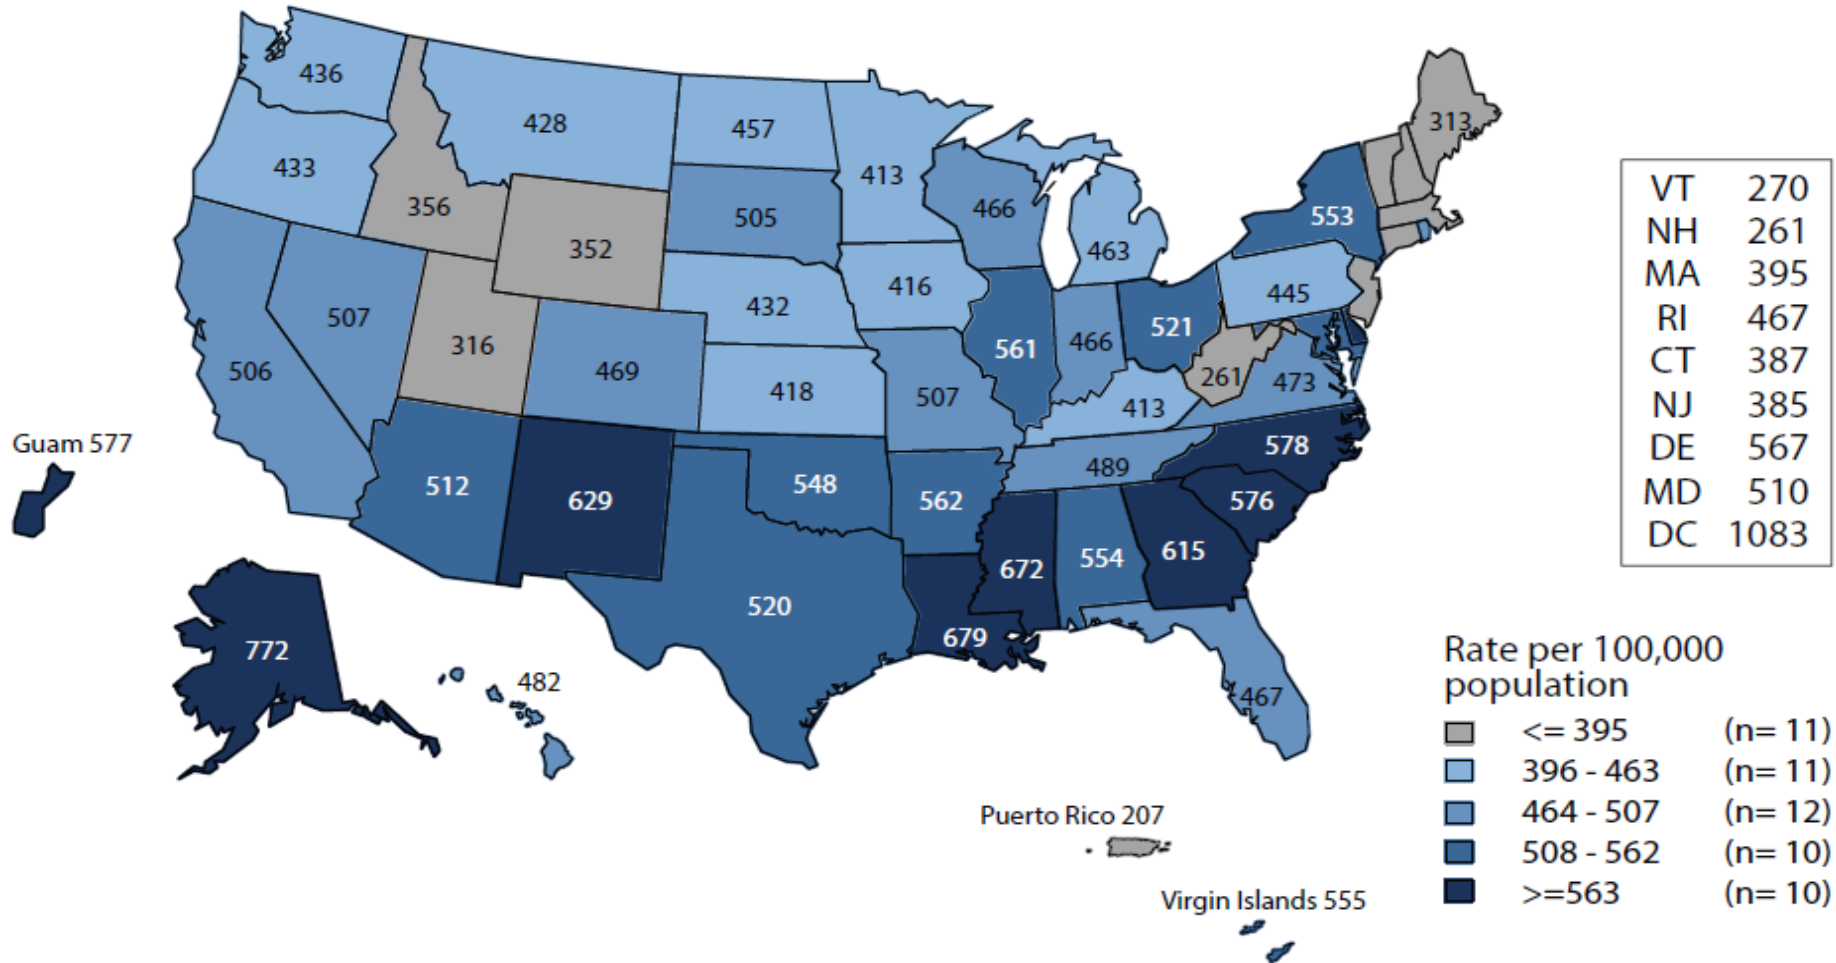 436
428
457
413
313
433
356
352
505
466
463
553
416
432
445
507
316
469
418
561
466
521
506
507
413
261
473
Guam 577
512
629
548
562
489
578
576
672
554
615
520
679
772
482
467
VT 270
NH 261
MA 395
RI 467
CT 387
NJ 385
DE 567
MD 510
DC 1083
Rate per 100,000
population
<= 395 (n= 11)
396 - 463 (n= 11)
464 - 507 (n= 12)
508 - 562 (n= 10)
>=563 (n= 10)
Puerto Rico 207
Virgin Islands 555